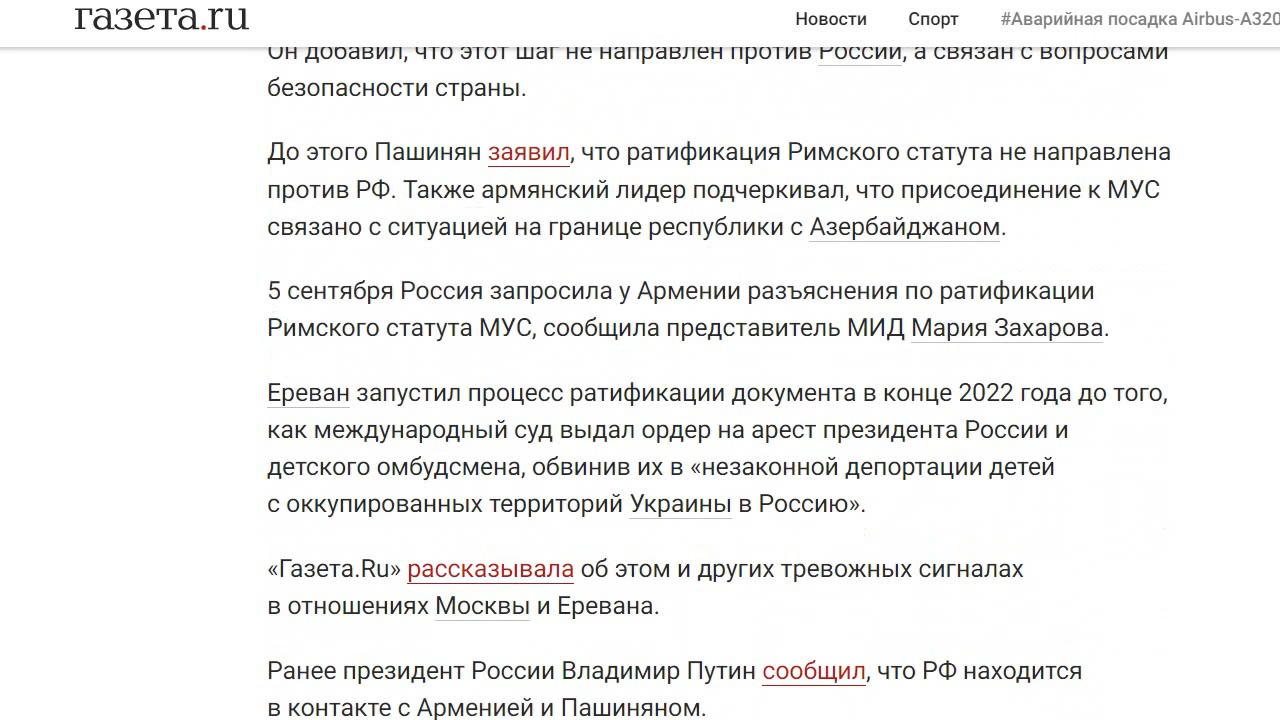 газета.ru
Новости Спорт #Аварийная посадка Airbus-A320
Он добавил, что этот шаг не направлен против России, а связан с вопросами
безопасности страны.
До этого Пашинян заявил, что ратификация Римского статута не направлена
против РФ. Также армянский лидер подчеркивал, что присоединение к МУС
связано с ситуацией на границе республики с Азербайджаном.
5 сентября Россия запросила у Армении разъяснения по ратификации
Римского статута МУС, сообщила представитель МИД Мария Захарова.
Ереван запустил процесс ратификации документа в конце 2022 года до того,
как международный суд выдал ордер на арест президента России и
детского омбудсмена, обвинив их в «незаконной депортации детей
с оккупированных территорий Украины в Россию».
«Газета.Ru» рассказывала об этом и других тревожных сигналах
в отношениях Москвы и Еревана.
Ранее президент России Владимир Путин сообщил, что РФ находится
в контакте с Арменией и Пашиняном.